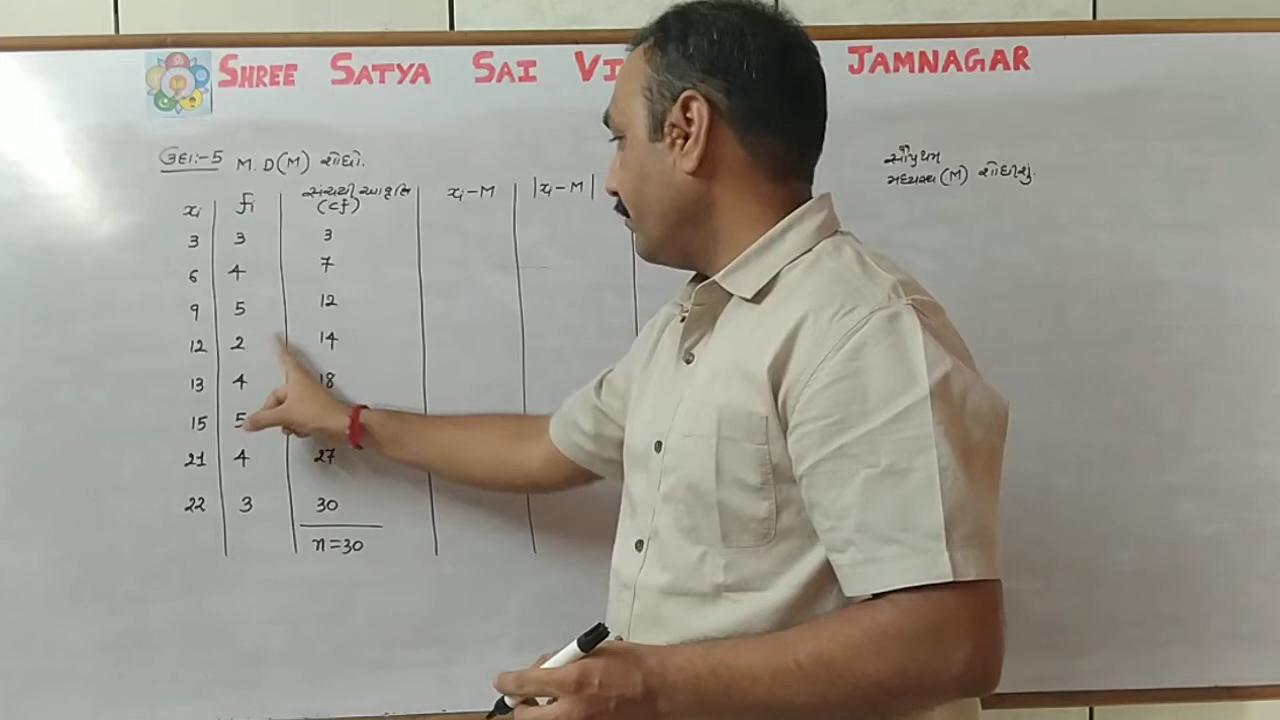 SHREE SATYA SAI VI JAMNAGAR
ઉદા:-5 M.D(M) શોધો.
સૌપ્રથમ
મધ્યસ્થ (M) શોધીશું.
xi fi સંચયી આવૃત્તિ (cf) xi-M |xi-M|
3 3 3
6 4 7
9 5 12
12 2 14
13 4 18
15 5
21 4 27
22 3 30
n=30